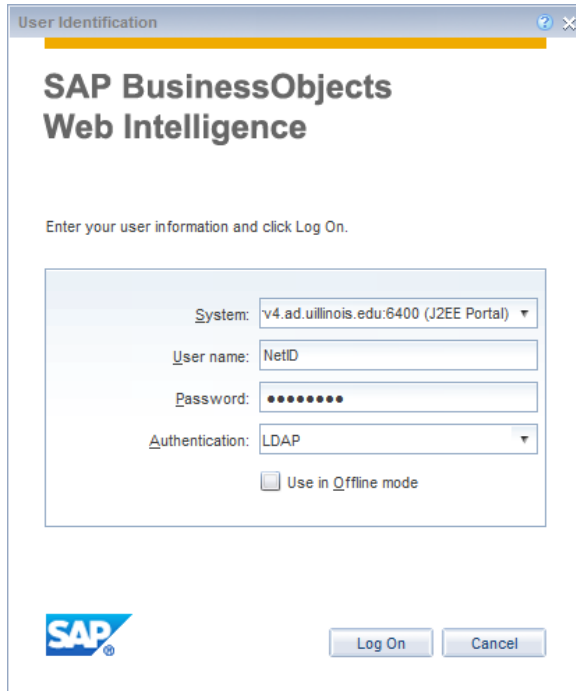 User Identification
SAP BusinessObjects
Web Intelligence
Enter your user information and click Log On.
System: v4.ad.uillinois.edu:6400 (J2EE Portal)
User name: NetID
Password: ●●●●●●●●
Authentication: LDAP
Use in Offline mode
SAP®
Log On Cancel